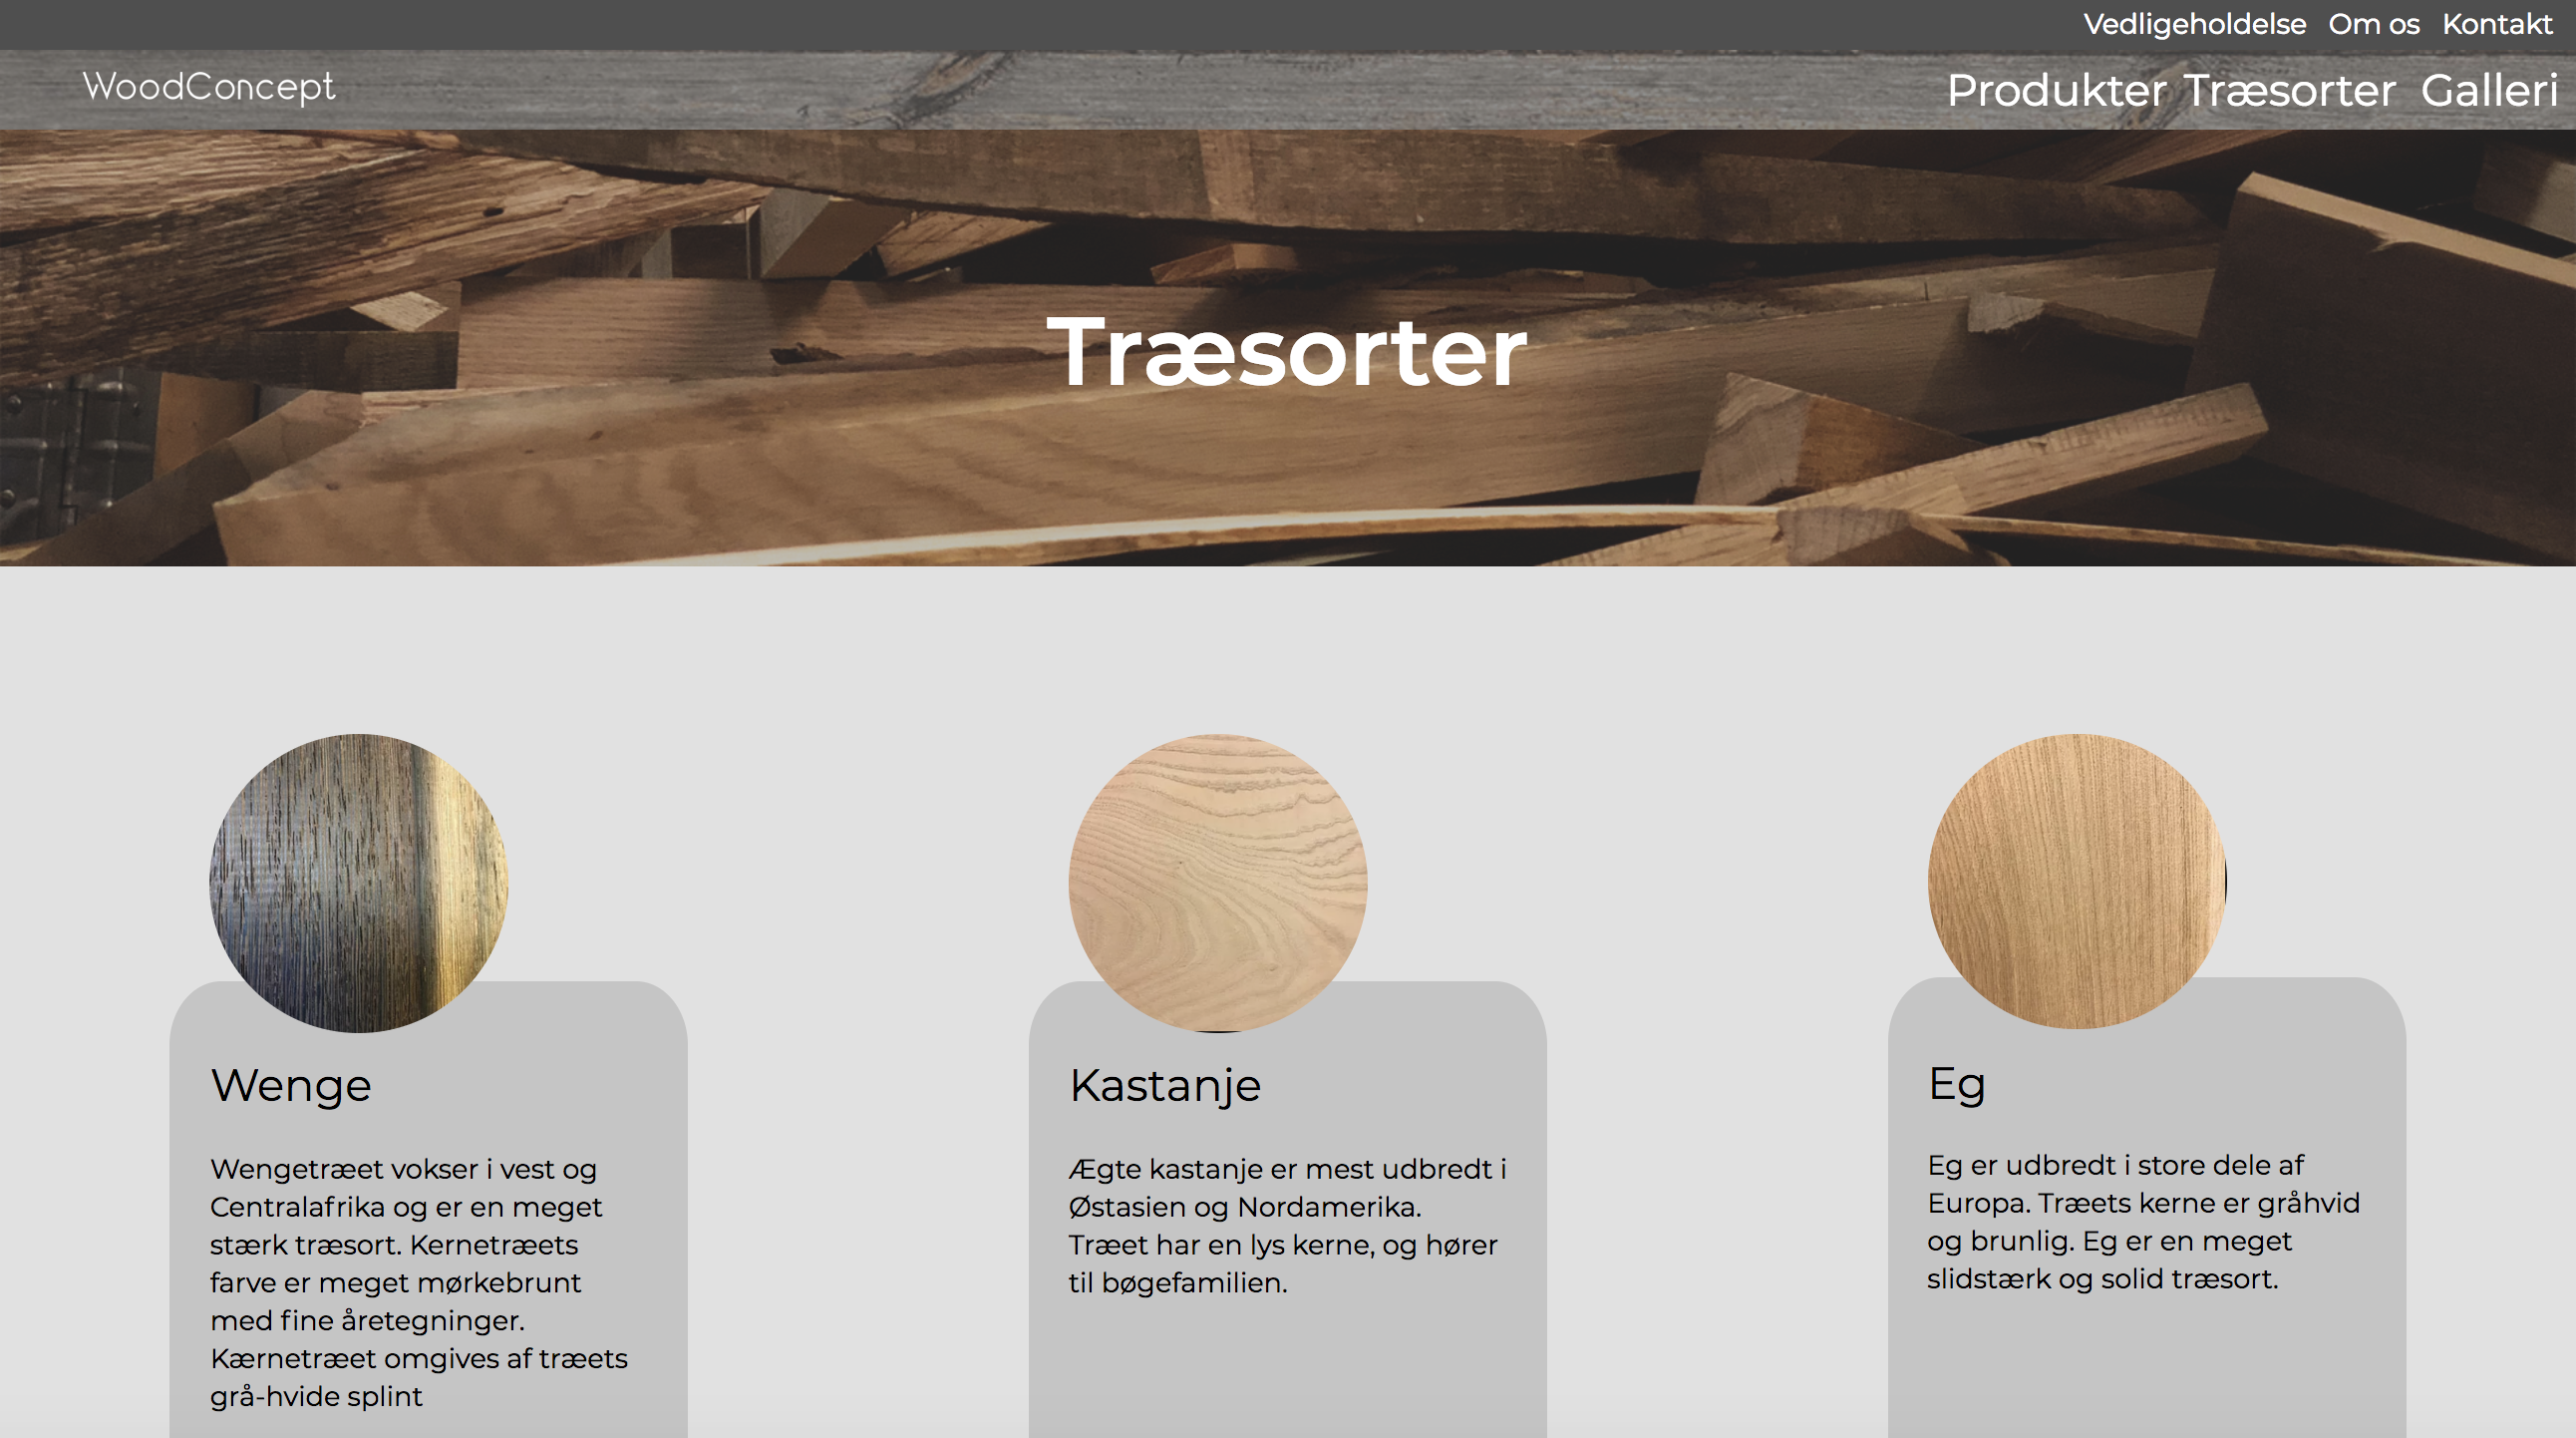 Vedligeholdelse Om os Kontakt
WoodConcept
Produkter Træsorter Galleri
Træsorter
Wenge
Wengetræet vokser i vest og
Centralafrika og er en meget
stærk træsort. Kernetræets
farve er meget mørkebrunt
med fine åretegninger.
Kærnetræet omgives af træets
grå-hvide splint
Kastanje
Ægte kastanje er mest udbredt i
Østasien og Nordamerika.
Træet har en lys kerne, og hører
til bøgefamilien.
Eg
Eg er udbredt i store dele af
Europa. Træets kerne er gråhvid
og brunlig. Eg er en meget
slidstærk og solid træsort.